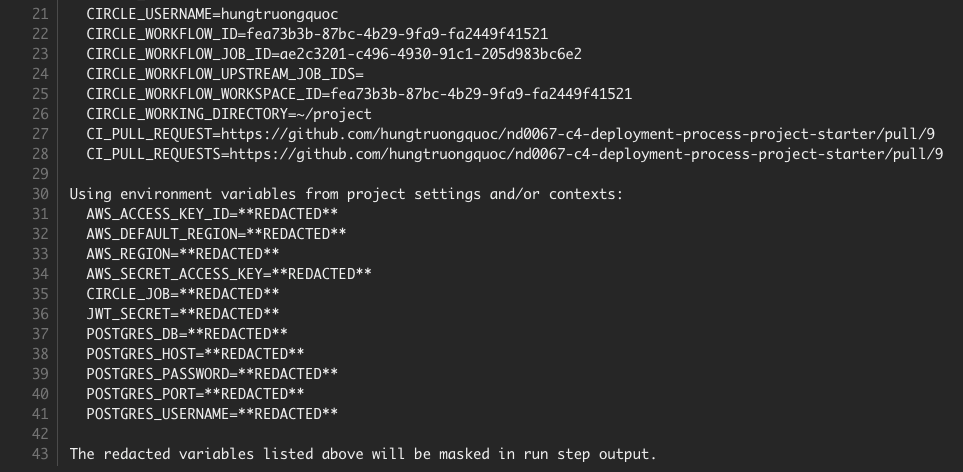 21 CIRCLE_USERNAME=hungtruongquoc
22 CIRCLE_WORKFLOW_ID=fea73b3b-87bc-4b29-9fa9-fa2449f41521
23 CIRCLE_WORKFLOW_JOB_ID=ae2c3201-c496-4930-91c1-205d983bc6e2
24 CIRCLE_WORKFLOW_UPSTREAM_JOB_IDS=
25 CIRCLE_WORKFLOW_WORKSPACE_ID=fea73b3b-87bc-4b29-9fa9-fa2449f41521
26 CIRCLE_WORKING_DIRECTORY=~/project
27 CI_PULL_REQUEST=https://github.com/hungtruongquoc/nd0067-c4-deployment-process-project-starter/pull/9
28 CI_PULL_REQUESTS=https://github.com/hungtruongquoc/nd0067-c4-deployment-process-project-starter/pull/9
29
30 Using environment variables from project settings and/or contexts:
31 AWS_ACCESS_KEY_ID=**REDACTED**
32 AWS_DEFAULT_REGION=**REDACTED**
33 AWS_REGION=**REDACTED**
34 AWS_SECRET_ACCESS_KEY=**REDACTED**
35 CIRCLE_JOB=**REDACTED**
36 JWT_SECRET=**REDACTED**
37 POSTGRES_DB=**REDACTED**
38 POSTGRES_HOST=**REDACTED**
39 POSTGRES_PASSWORD=**REDACTED**
40 POSTGRES_PORT=**REDACTED**
41 POSTGRES_USERNAME=**REDACTED**
42
43 The redacted variables listed above will be masked in run step output.